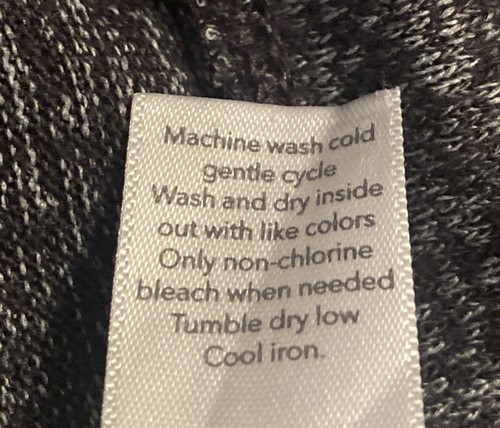 Machine wash cold
gentle cycle
Wash and dry inside
out with like colors
Only non-chlorine
bleach when needed
Tumble dry low
Cool iron.